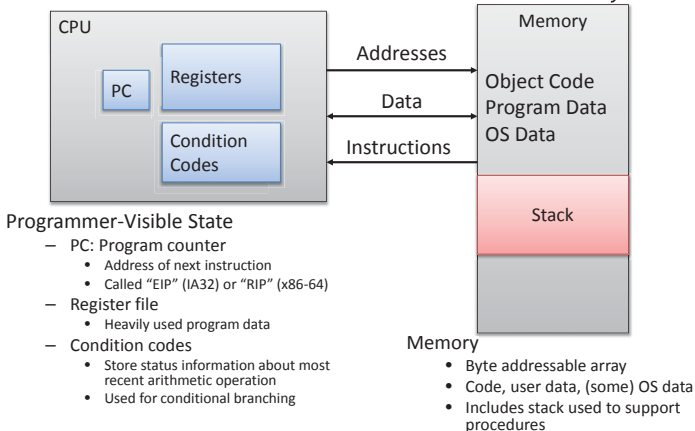 CPU
PC
Registers
Condition
Codes
Addresses
Data
Instructions
Memory
Object Code
Program Data
OS Data
Stack
Programmer-Visible State
– PC: Program counter
• Address of next instruction
• Called “EIP” (IA32) or “RIP” (x86-64)
– Register file
• Heavily used program data
– Condition codes
• Store status information about most
recent arithmetic operation
• Used for conditional branching
Memory
• Byte addressable array
• Code, user data, (some) OS data
• Includes stack used to support
procedures